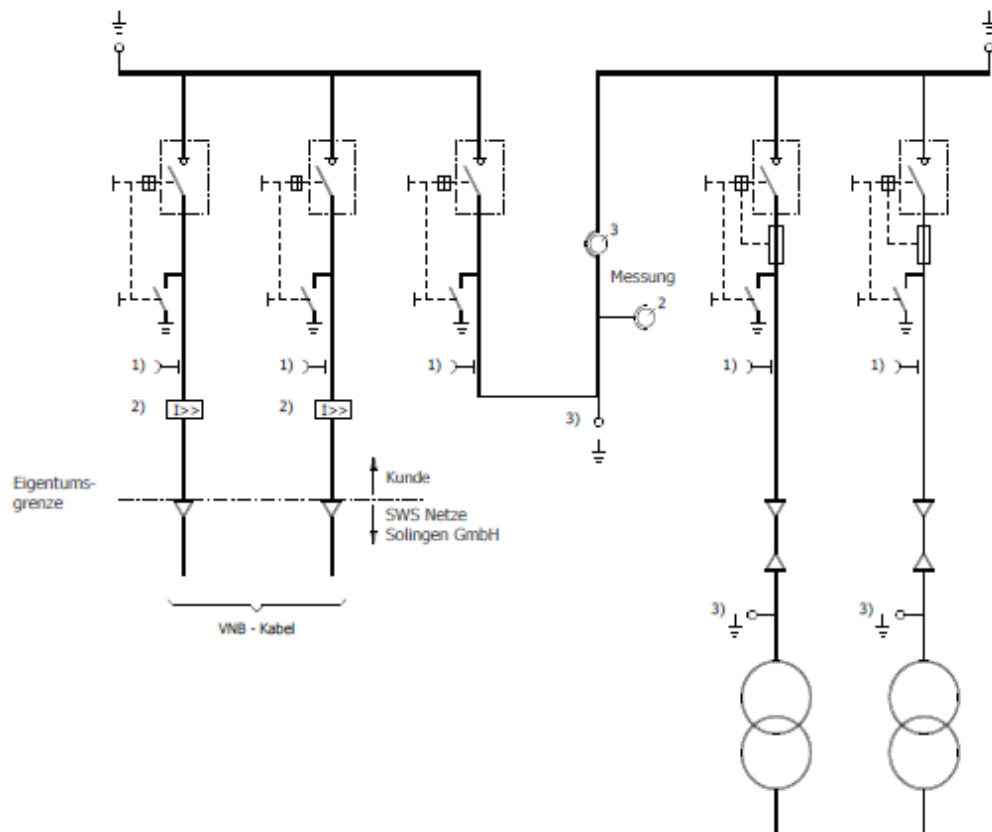 3
Messung
2
1)
1)
1)
1)
1)
2)
I>>
2)
I>>
3)
Eigentums-
grenze
Kunde
SWS Netze
Solingen GmbH
VNB - Kabel
3)
3)